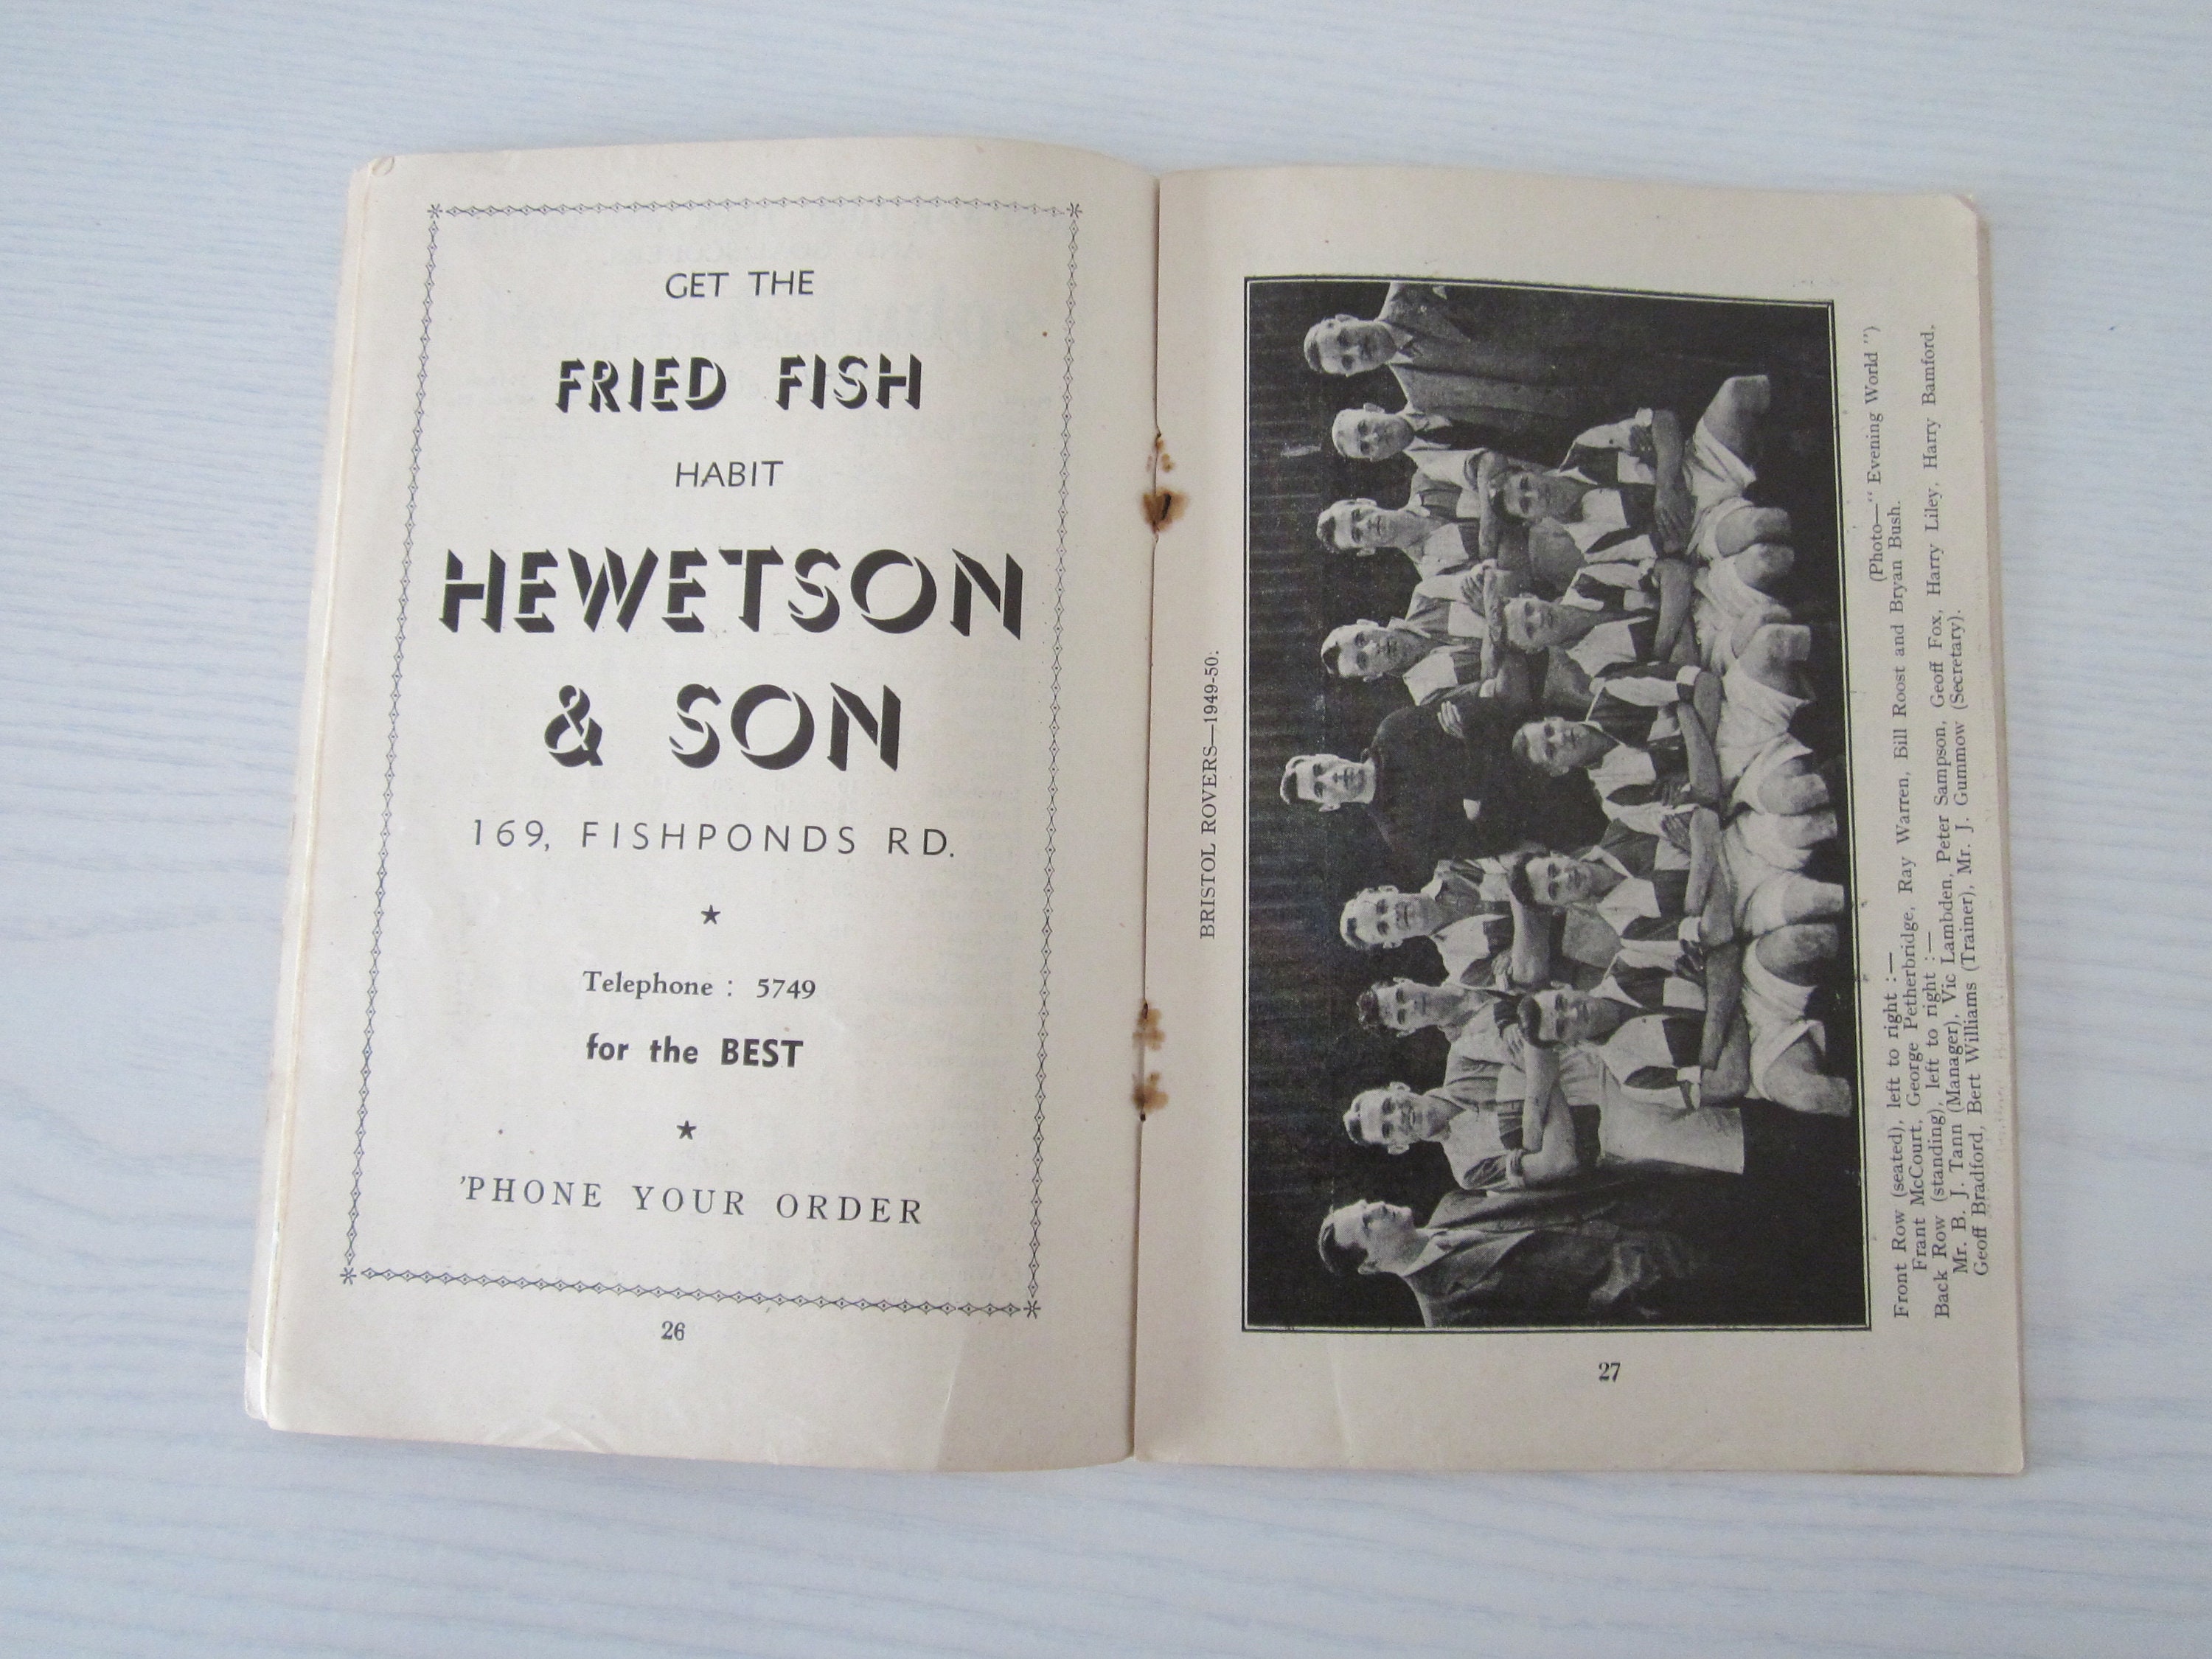 GET THE
FRIED FISH
HABIT
HEWETSON
& SON
169, FISHPONDS RD.
Telephone : 5749
for the BEST
'PHONE YOUR ORDER
26
BRISTOL ROVERS—1949-50.
(Photo—“ Evening World ”)
Front Row (seated), left to right :—
Frant McCourt, George Petherbridge, Ray Warren, Bill Roost and Bryan Bush.
Back Row (standing), left to right :—
Mr. B. J. Tann (Manager), Vic Lambden, Peter Sampson, Geoff Fox, Harry Liley, Harry Bamford,
Geoff Bradford, Bert Williams (Trainer), Mr. J. Gummow (Secretary).
27